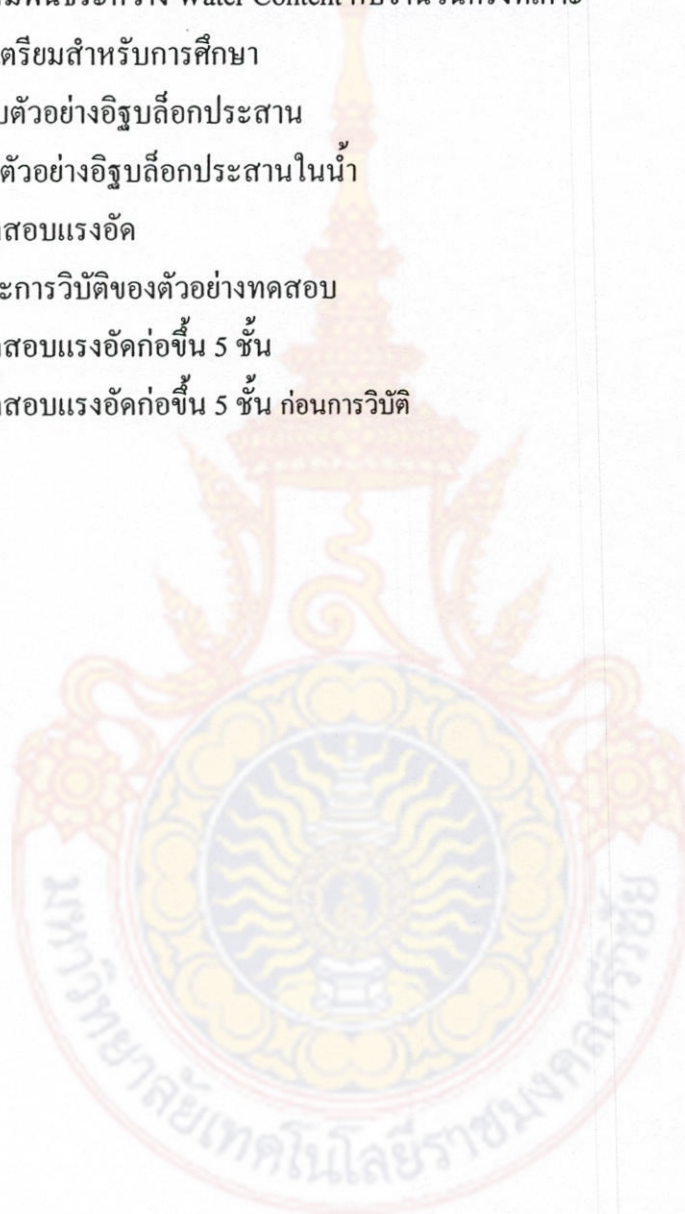 Water Content
เตรียมสำหรับการศึกษา
ตัวอย่างอิฐบล็อกประสาน
ตัวอย่างอิฐบล็อกประสานในน้ำ
สอบแรงอัด
ะการวิบัติของตัวอย่างทดสอบ
สอบแรงอัดก่อขึ้น 5 ชั้น
สอบแรงอัดก่อขึ้น 5 ชั้น ก่อนการวิบัติ
มหาวิทยาลัยเทคโนโลยีราชมงคลศรีวิชัย